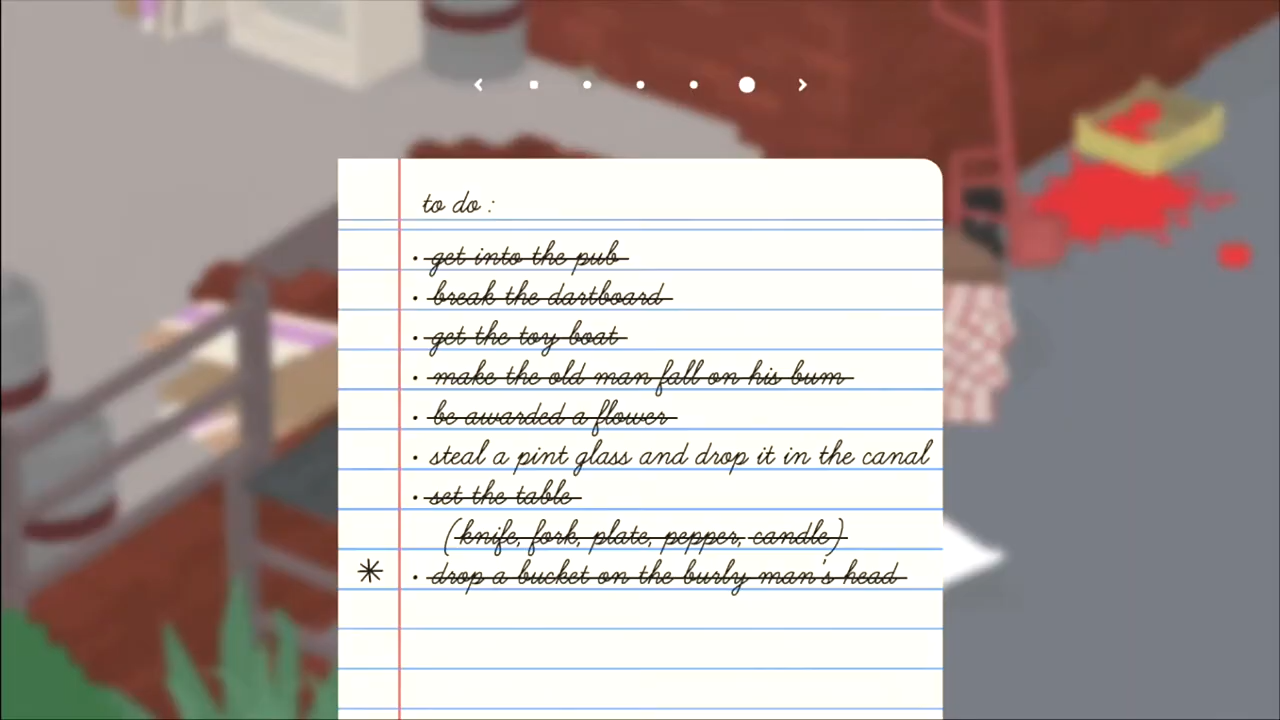 to do :
• get into the pub
• break the dartboard
• get the toy boat
• make the old man fall on his bum
• be awarded a flower
• steal a pint glass and drop it in the canal
• set the table
(knife, fork, plate, pepper, candle)
* • drop a bucket on the burly man's head